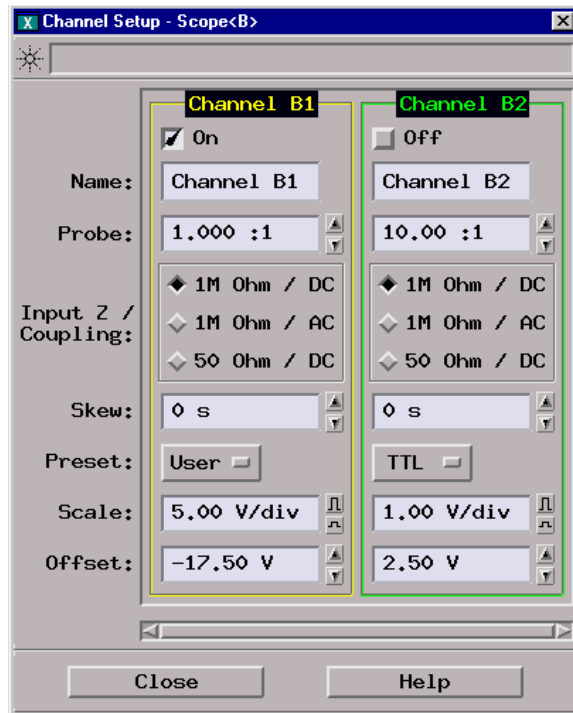 X Channel Setup - Scope<B>
Channel B1 Channel B2
On Off
Name: Channel B1 Channel B2
Probe: 1.000 :1 10.00 :1
1M Ohm / DC 1M Ohm / DC
Input Z / 1M Ohm / AC 1M Ohm / AC
Coupling:
50 Ohm / DC 50 Ohm / DC
Skew: 0 s 0 s
Preset: User TTL
Scale: 5.00 V/div 1.00 V/div
Offset: -17.50 V 2.50 V
Close Help